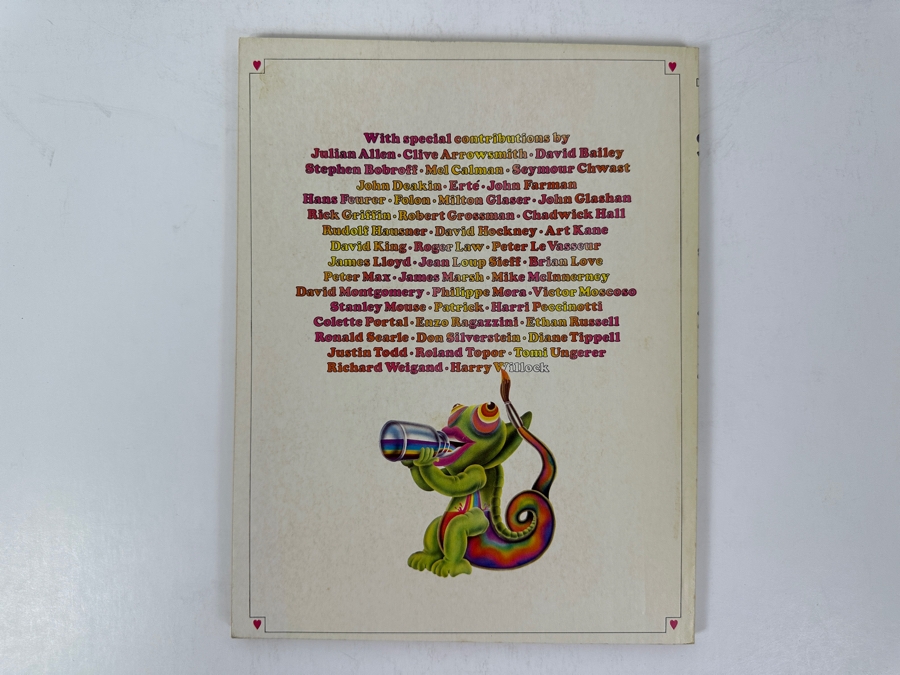 With special contributions by
Julian Allen · Clive Arrowsmith · David Bailey
Stephen Bobroff · Mel Calman · Seymour Chwast
John Deakin · Erté · John Farman
Hans Feurer · Folon · Milton Glaser · John Glashan
Rick Griffin · Robert Grossman · Chadwick Hall
Rudolf Hausner · David Hockney · Art Kane
David King · Roger Law · Peter Le Vasseur
James Lloyd · Jean Loup Sieff · Brian Love
Peter Max · James Marsh · Mike McInnerney
David Montgomery · Philippe Mora · Victor Moscoso
Stanley Mouse · Patrick · Harri Peccinotti
Colette Portal · Enzo Ragazzini · Ethan Russell
Ronald Searle · Don Silverstein · Diane Tippell
Justin Todd · Roland Topor · Tomi Ungerer
Richard Weigand · Harry Willock